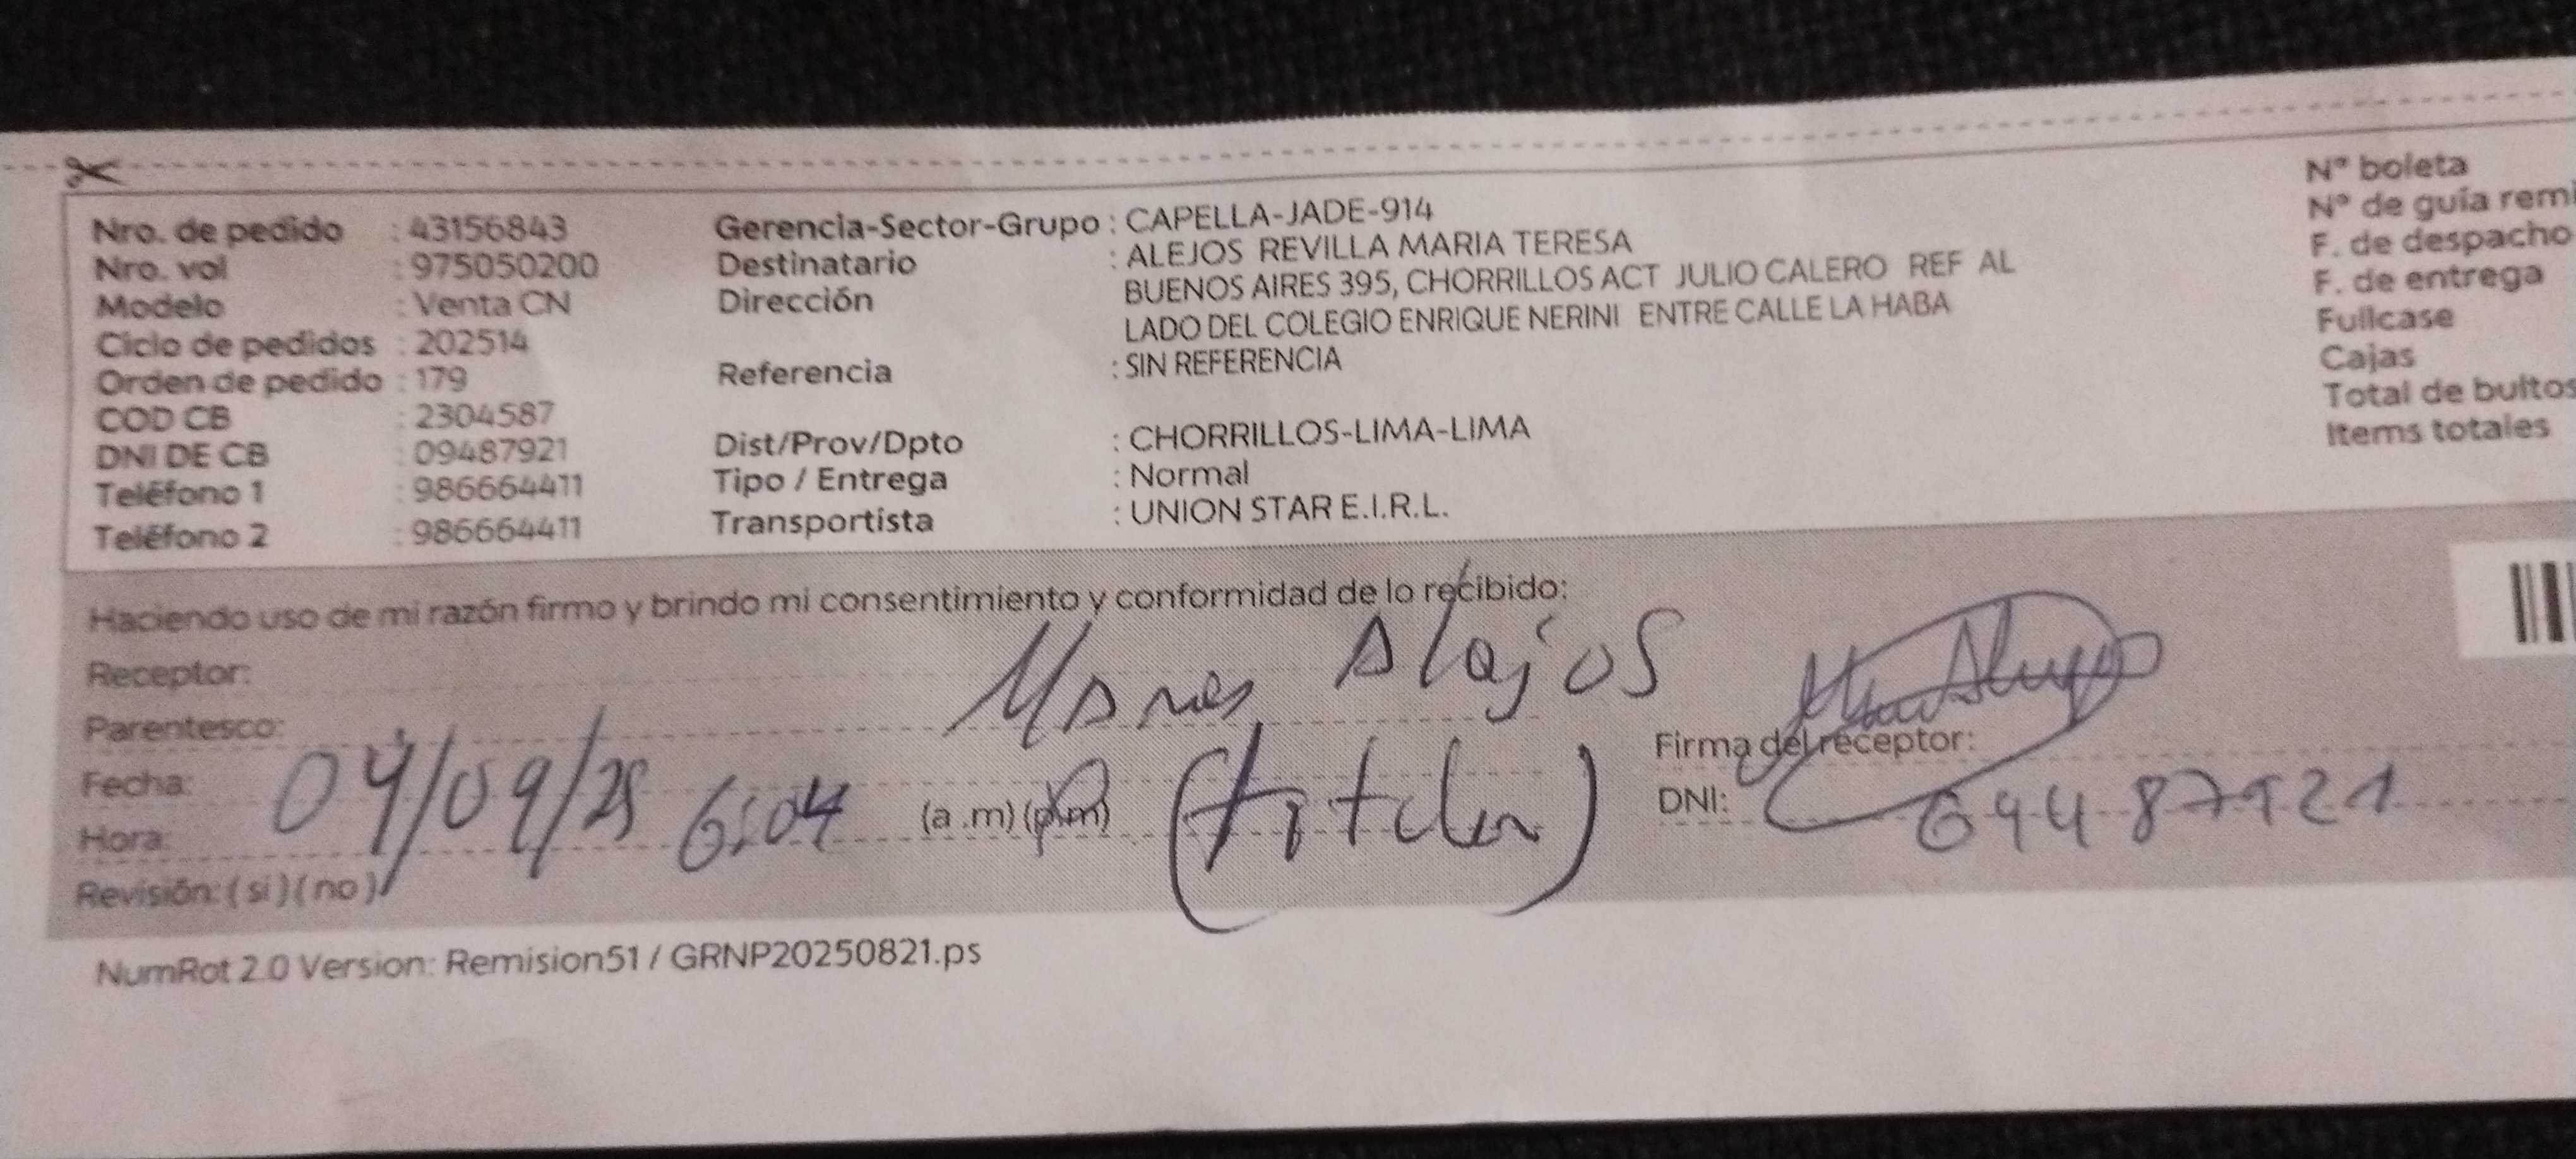 Nro. de pedido : 43156843
Nro. vol : 975050200
Modelo : Venta CN
Ciclo de pedidos : 202514
Orden de pedido : 179
COD CB : 2304587
DNI DE CB : 09487921
Teléfono 1 : 986664411
Teléfono 2 : 986664411
Gerencia-Sector-Grupo : CAPELLA-JADE-914
Destinatario : ALEJOS REVILLA MARIA TERESA
Dirección BUENOS AIRES 395, CHORRILLOS ACT JULIO CALERO REF AL
LADO DEL COLEGIO ENRIQUE NERINI ENTRE CALLE LA HABA
Referencia : SIN REFERENCIA
Dist/Prov/Dpto : CHORRILLOS-LIMA-LIMA
Tipo / Entrega : Normal
Transportista : UNION STAR E.I.R.L.
N° boleta
N° de guía remi
F. de despacho
F. de entrega
Fullcase
Cajas
Total de bultos
Items totales
Haciendo uso de mi razón firmo y brindo mi consentimiento y conformidad de lo recibido:
Receptor: Alejos
Parentesco:
Fecha: 04/09/25
Hora: 6:04 (a .m) (p.m)
Revisión: ( si ) ( no )
Firma del receptor:
DNI: 09487921
NumRot 2.0 Version: Remision51 / GRNP20250821.ps